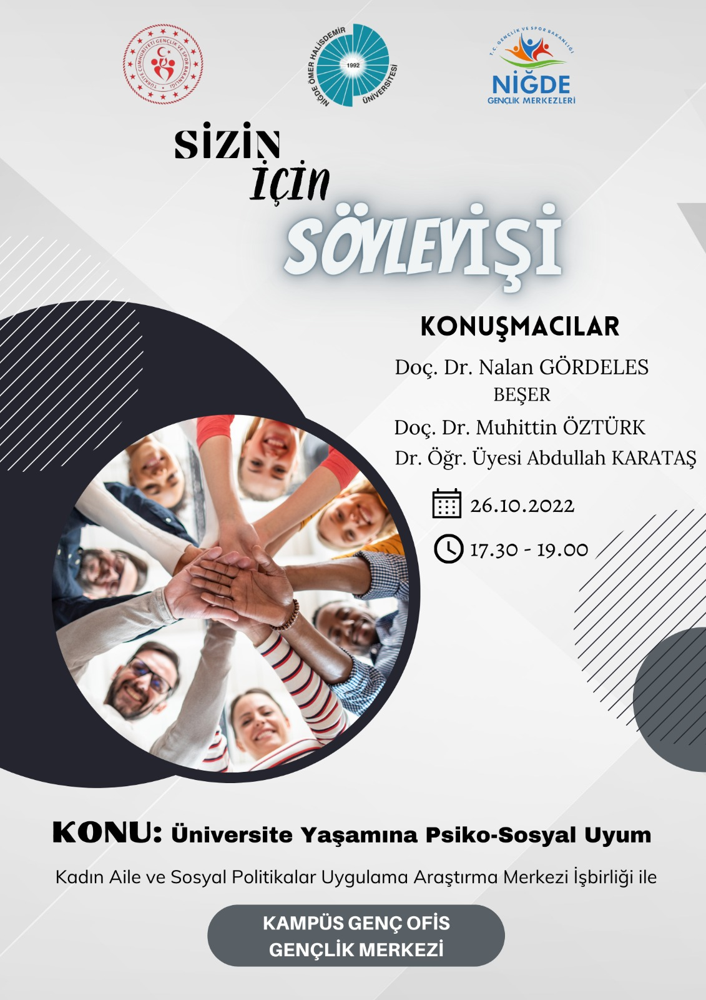 TÜRKİYE CUMHURİYETİ GENÇLİK VE SPOR BAKANLIĞI
NİĞDE ÖMER HALİSDEMİR
ÜNİVERSİTESİ
1992
T.C. GENÇLİK VE SPOR BAKANLIĞI
NİĞDE
GENÇLİK MERKEZLERİ
SİZİN
İÇİN
SÖYLEYİŞİ
KONUŞMACILAR
Doç. Dr. Nalan GÖRDELES
BEŞER
Doç. Dr. Muhittin ÖZTÜRK
Dr. Öğr. Üyesi Abdullah KARATAŞ
26.10.2022
17.30 - 19.00
KONU: Üniversite Yaşamına Psiko-Sosyal Uyum
Kadın Aile ve Sosyal Politikalar Uygulama Araştırma Merkezi İşbirliği ile
KAMPÜS GENÇ OFİS
GENÇLİK MERKEZİ